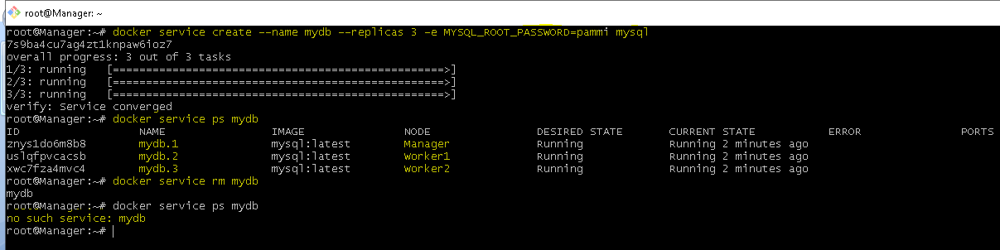 root@Manager: ~
root@Manager:~# docker service create --name mydb --replicas 3 -e MYSQL_ROOT_PASSWORD=pammi mysql
7s9ba4cu7ag4zt1knpaw6ioz7
overall progress: 3 out of 3 tasks
1/3: running   [==================================================>]
2/3: running   [==================================================>]
3/3: running   [==================================================>]
verify: Service converged
root@Manager:~# docker service ps mydb
ID                  NAME                IMAGE               NODE                DESIRED STATE       CURRENT STATE           ERROR               PORTS
znys1do6m8b8        mydb.1              mysql:latest        Manager             Running             Running 2 minutes ago
uslqfpvcacsb        mydb.2              mysql:latest        Worker1             Running             Running 2 minutes ago
xwc7fza4mvc4        mydb.3              mysql:latest        Worker2             Running             Running 2 minutes ago
root@Manager:~# docker service rm mydb
mydb
root@Manager:~# docker service ps mydb
no such service: mydb
root@Manager:~#